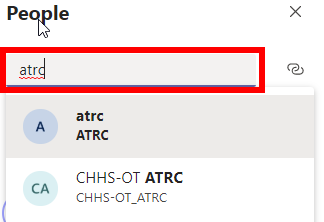 People
atrc
A
atrc
ATRC
CA
CHHS-OT ATRC
CHHS-OT_ATRC